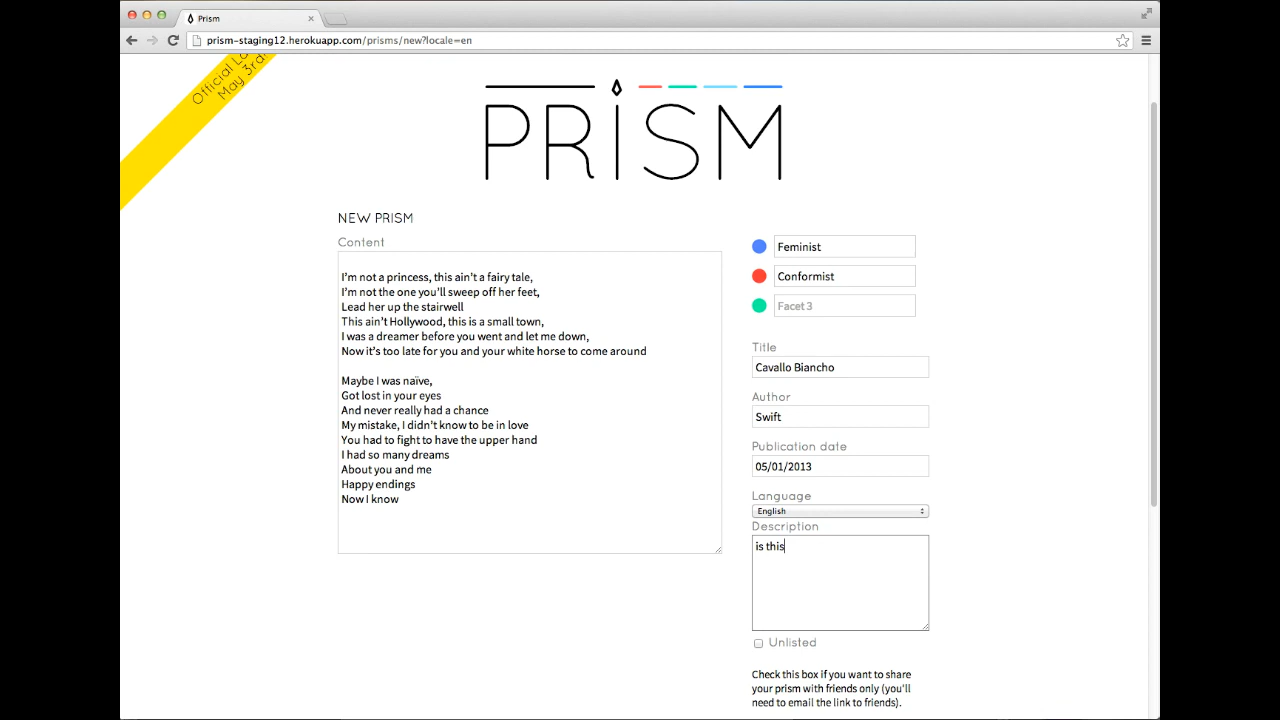 Prism
prism-staging12.herokuapp.com/prisms/new?locale=en
Official
May 3rd
PRISM
NEW PRISM
Content
I'm not a princess, this ain't a fairy tale,
I'm not the one you'll sweep off her feet,
Lead her up the stairwell
This ain't Hollywood, this is a small town,
I was a dreamer before you went and let me down,
Now it's too late for you and your white horse to come around
Maybe I was naïve,
Got lost in your eyes
And never really had a chance
My mistake, I didn't know to be in love
You had to fight to have the upper hand
I had so many dreams
About you and me
Happy endings
Now I know
Feminist
Conformist
Facet 3
Title
Cavallo Biancho
Author
Swift
Publication date
05/01/2013
Language
English
Description
is this
Unlisted
Check this box if you want to share
your prism with friends only (you'll
need to email the link to friends).